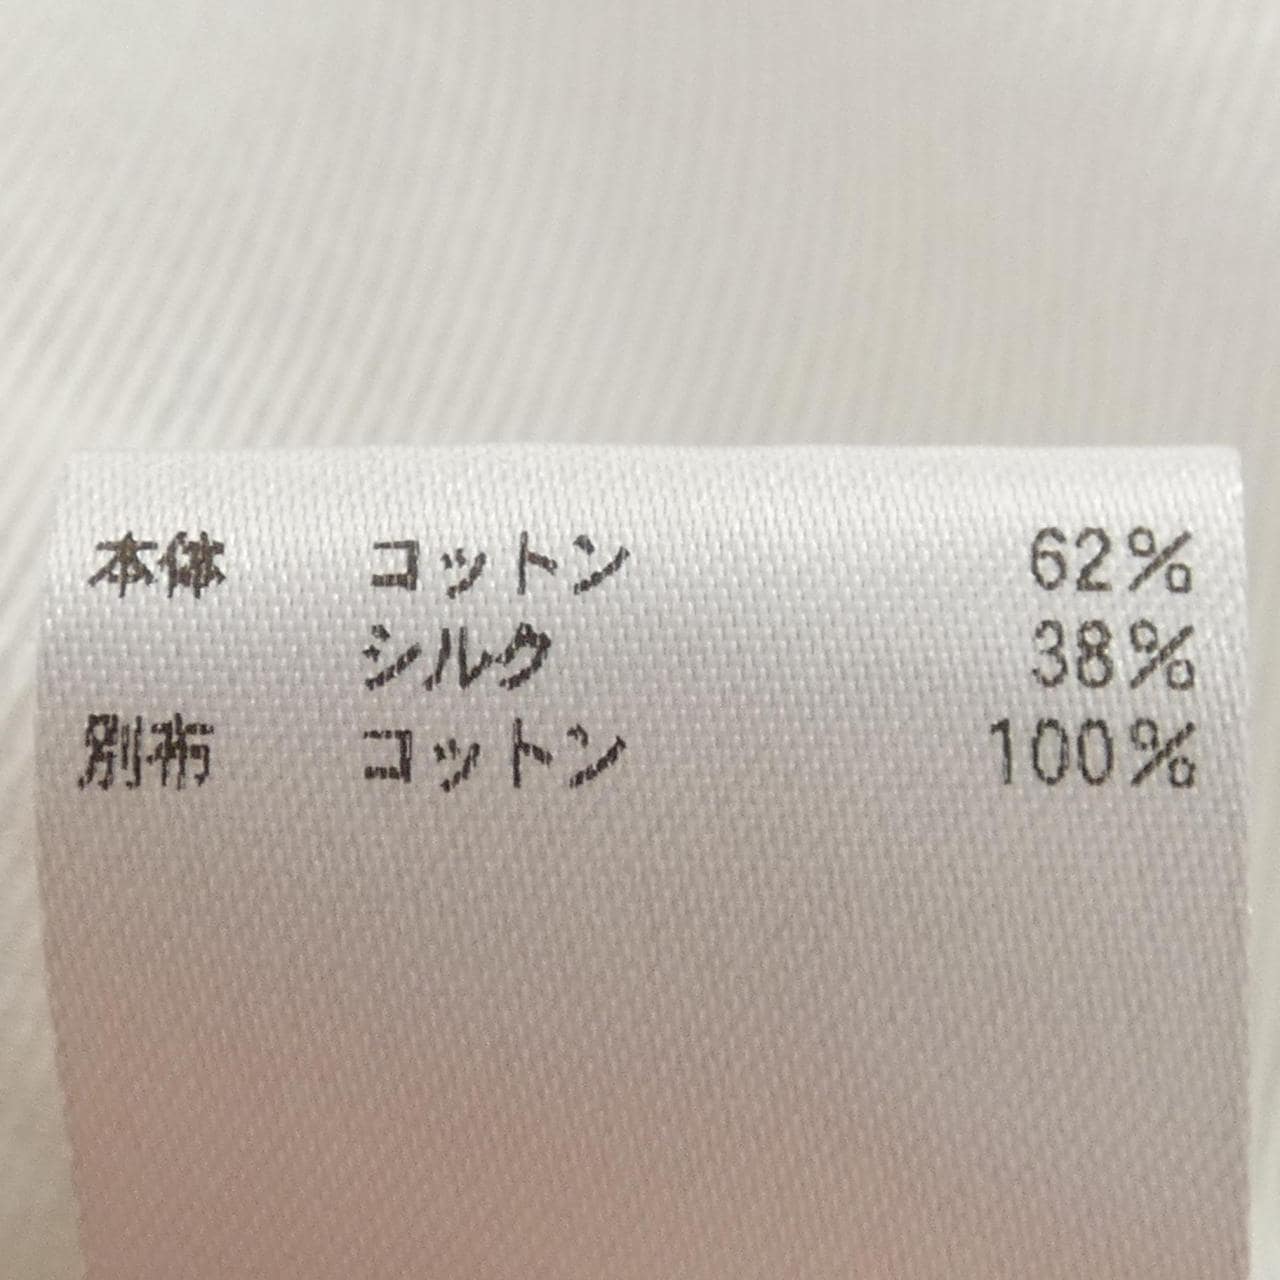 本体 コットン 62%
シルク 38%
別布 コットン 100%